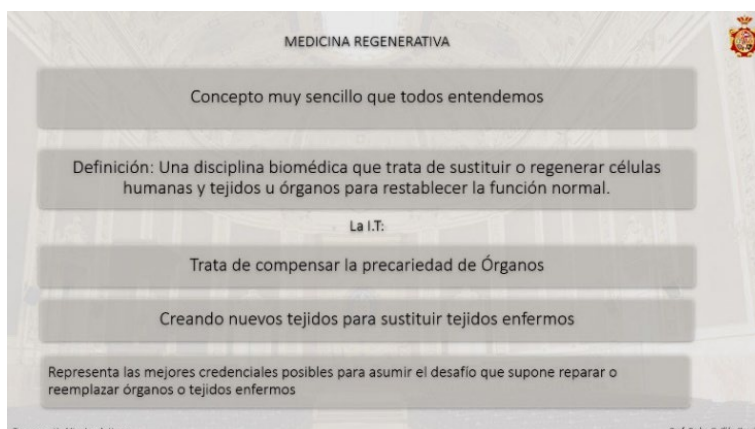 MEDICINA REGENERATIVA
Concepto muy sencillo que todos entendemos
Definición: Una disciplina biomédica que trata de sustituir o regenerar células
humanas y tejidos u órganos para restablecer la función normal.
La I.T:
Trata de compensar la precariedad de Órganos
Creando nuevos tejidos para sustituir tejidos enfermos
Representa las mejores credenciales posibles para asumir el desafío que supone reparar o
reemplazar órganos o tejidos enfermos